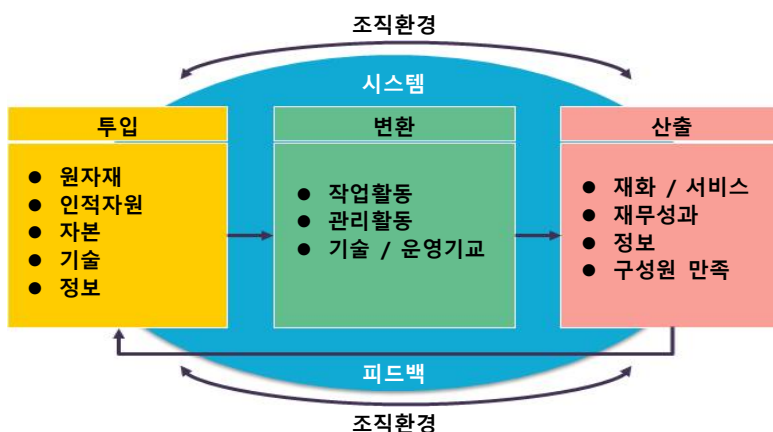 조직환경
시스템
투입
변환
산출
● 원자재
● 인적자원
● 자본
● 기술
● 정보
● 작업활동
● 관리활동
● 기술 / 운영기교
● 재화 / 서비스
● 재무성과
● 정보
● 구성원 만족
피드백
조직환경